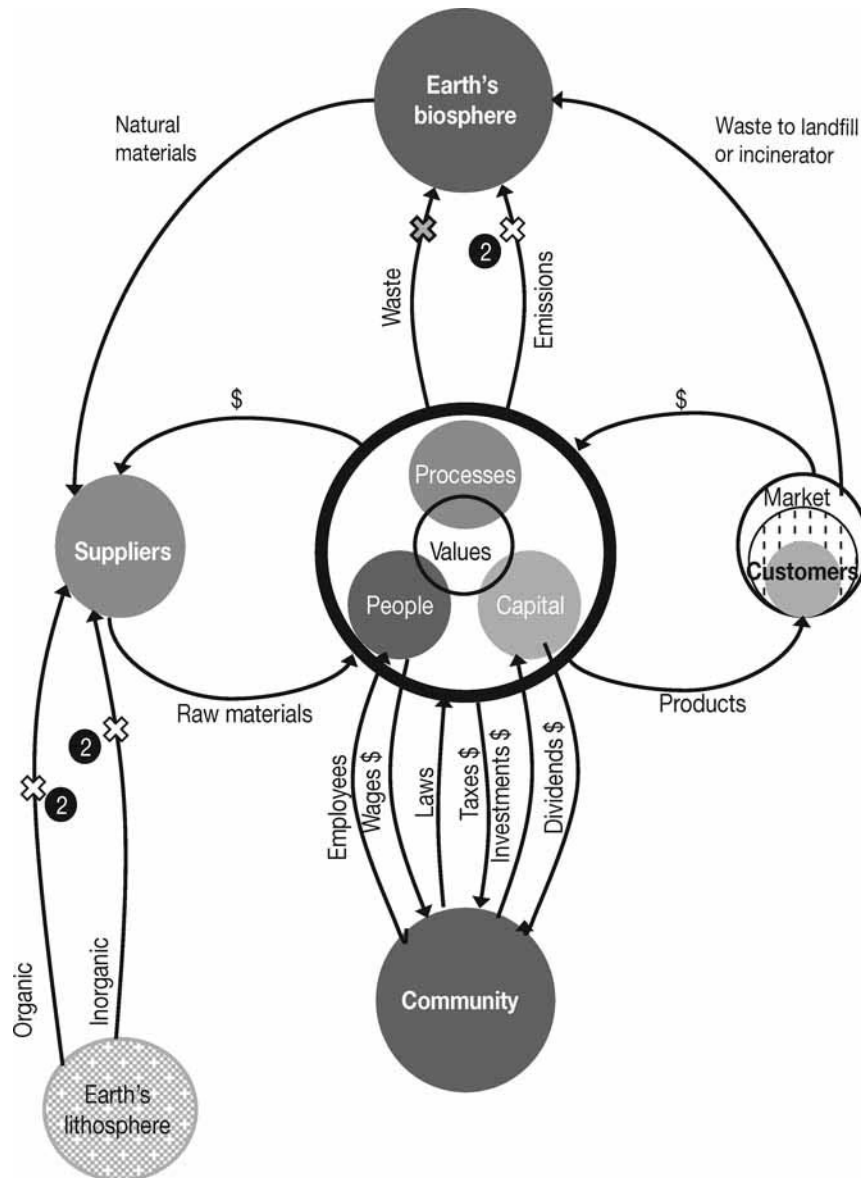 Earth's
biosphere
Natural
materials
Waste to landfill
or incinerator
2
Waste
Emissions
$
$
Processes
Market
Suppliers
Values
Customers
People
Capital
Raw materials
Products
2
2
Employees
Wages $
Laws
Taxes $
Investments $
Dividends $
Organic
Inorganic
Community
Earth's
lithosphere